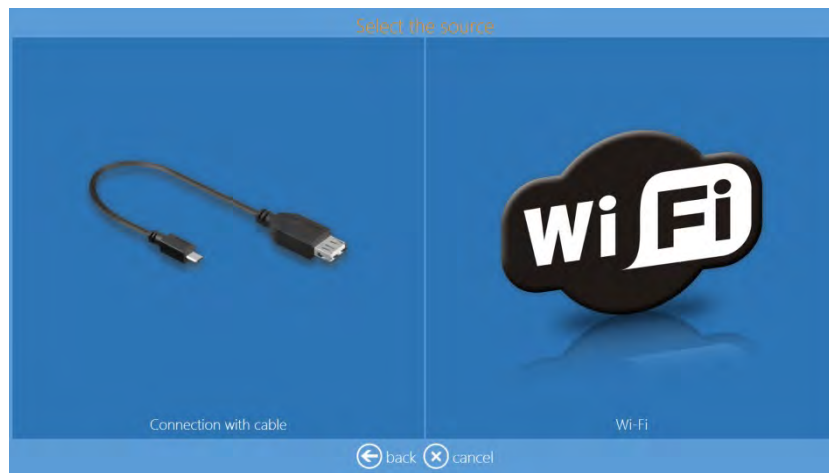 Select the source
Wi Fi
Connection with cable
Wi-Fi
back cancel